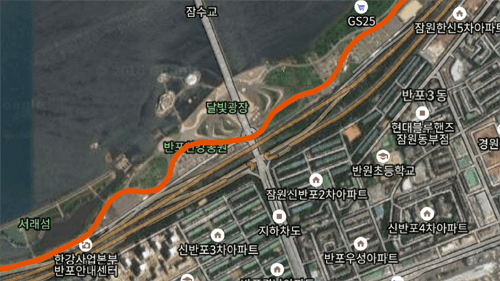 잠수교
GS25
잠원한신5차아파트
달빛광장
반포3동
현대블루핸즈
잠원동부점
경원
반포한강공원
반원초등학교
잠원신반포2차아파트
서래섬
지하차도
신반포4차아파트
신반포3차아파트
한강사업본부
반포안내센터
반포우성아파트